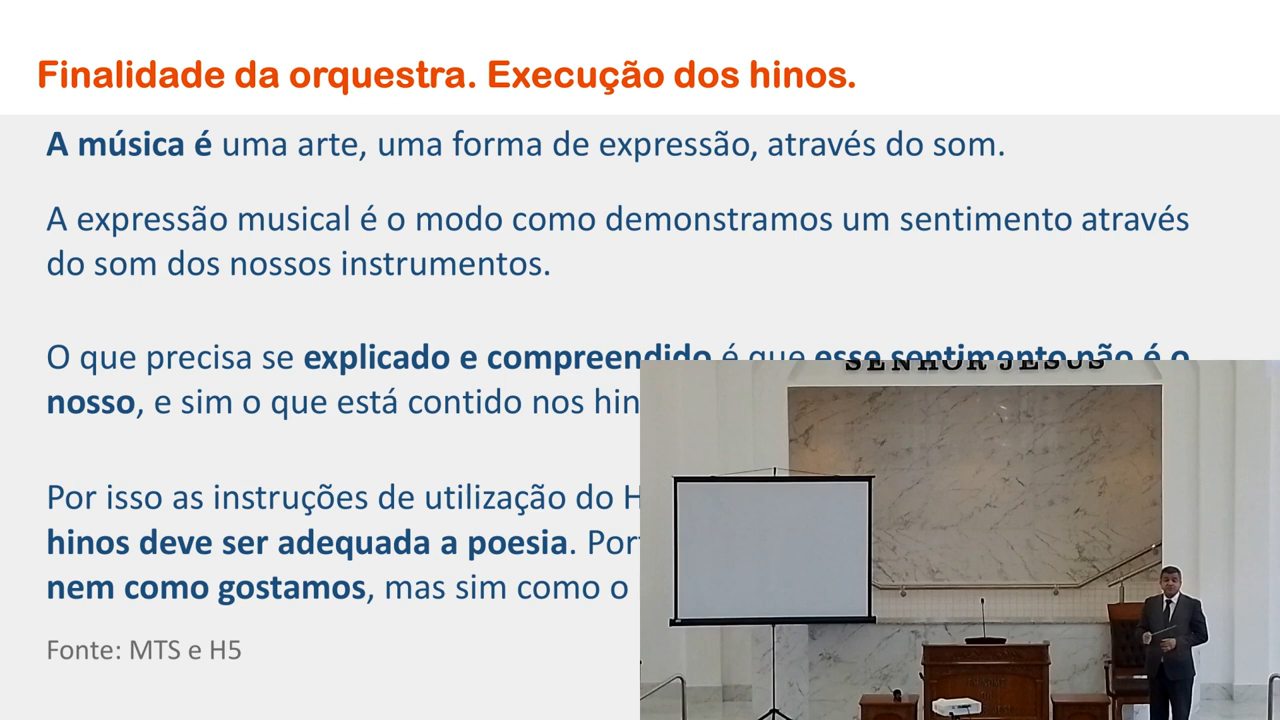 Finalidade da orquestra. Execução dos hinos.
A música é uma arte, uma forma de expressão, através do som.
A expressão musical é o modo como demonstramos um sentimento através
do som dos nossos instrumentos.
O que precisa se explicado e compreendido é que esse sentimento não é o
nosso, e sim o que está contido nos
SENHOR JESUS
Por isso as instruções de utilização do
hinos deve ser adequada a poesia.
nem como gostamos, mas sim como o
Fonte: MTS e H5